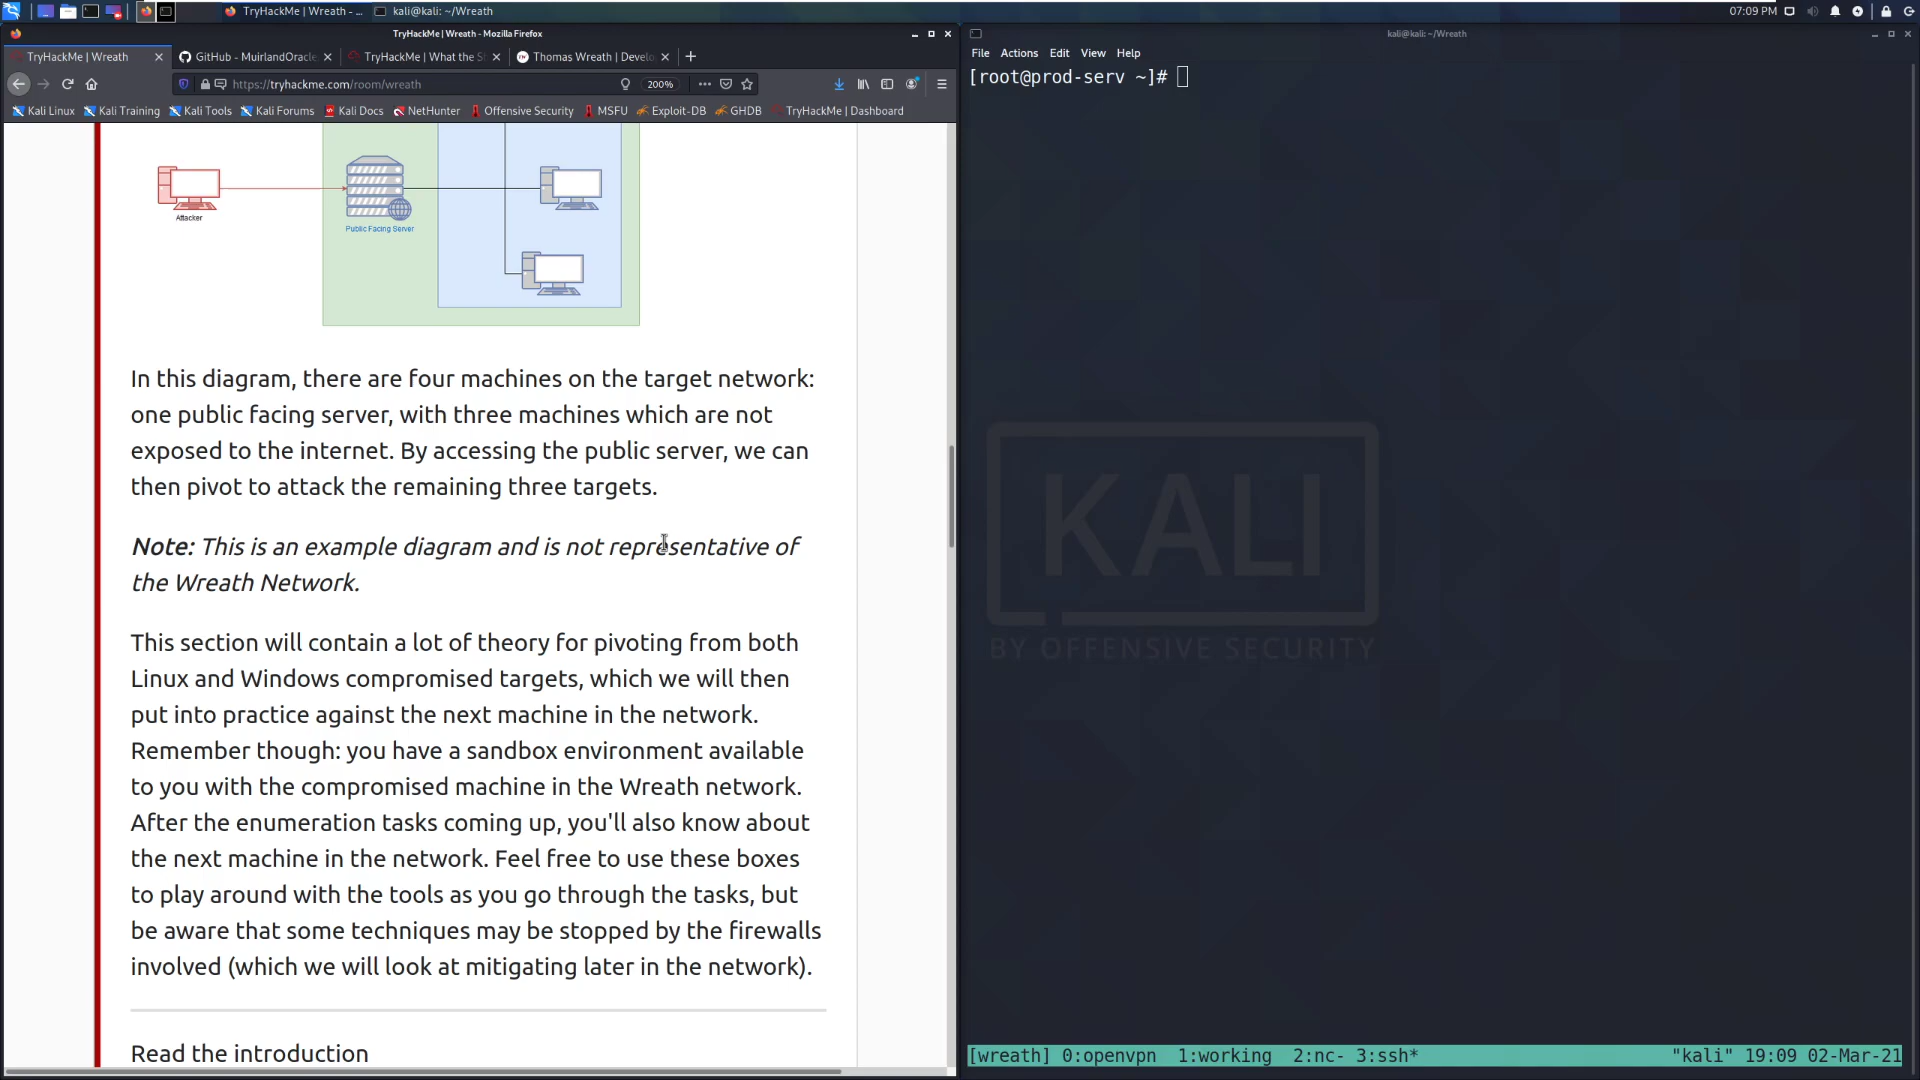 TryHackMe | Wreath - ...
kali@kali: ~/Wreath
07:09 PM
TryHackMe | Wreath - Mozilla Firefox
kali@kali: ~/Wreath
TryHackMe | Wreath
GitHub - MuirlandOracle
TryHackMe | What the S
Thomas Wreath | Develo
File Actions Edit View Help
https://tryhackme.com/room/wreath
200%
[root@prod-serv ~]#
Kali Linux
Kali Training
Kali Tools
Kali Forums
Kali Docs
NetHunter
Offensive Security
MSFU
Exploit-DB
GHDB
TryHackMe | Dashboard
Attacker
Public Facing Server
In this diagram, there are four machines on the target network:
one public facing server, with three machines which are not
exposed to the internet. By accessing the public server, we can
then pivot to attack the remaining three targets.
Note: This is an example diagram and is not representative of
the Wreath Network.
This section will contain a lot of theory for pivoting from both
Linux and Windows compromised targets, which we will then
put into practice against the next machine in the network.
Remember though: you have a sandbox environment available
to you with the compromised machine in the Wreath network.
After the enumeration tasks coming up, you'll also know about
the next machine in the network. Feel free to use these boxes
to play around with the tools as you go through the tasks, but
be aware that some techniques may be stopped by the firewalls
involved (which we will look at mitigating later in the network).
Read the introduction
KALI
BY OFFENSIVE SECURITY
[wreath] 0:openvpn 1:working 2:nc- 3:ssh*
"kali" 19:09 02-Mar-21